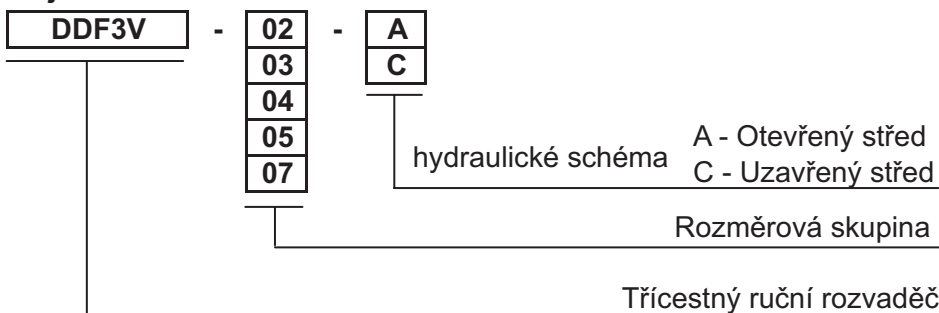 DDF3V - 02 - A
03 C
04
05
07
hydraulické schéma
A - Otevřený střed
C - Uzavřený střed
Rozměrová skupina
Třícestný ruční rozvaděč